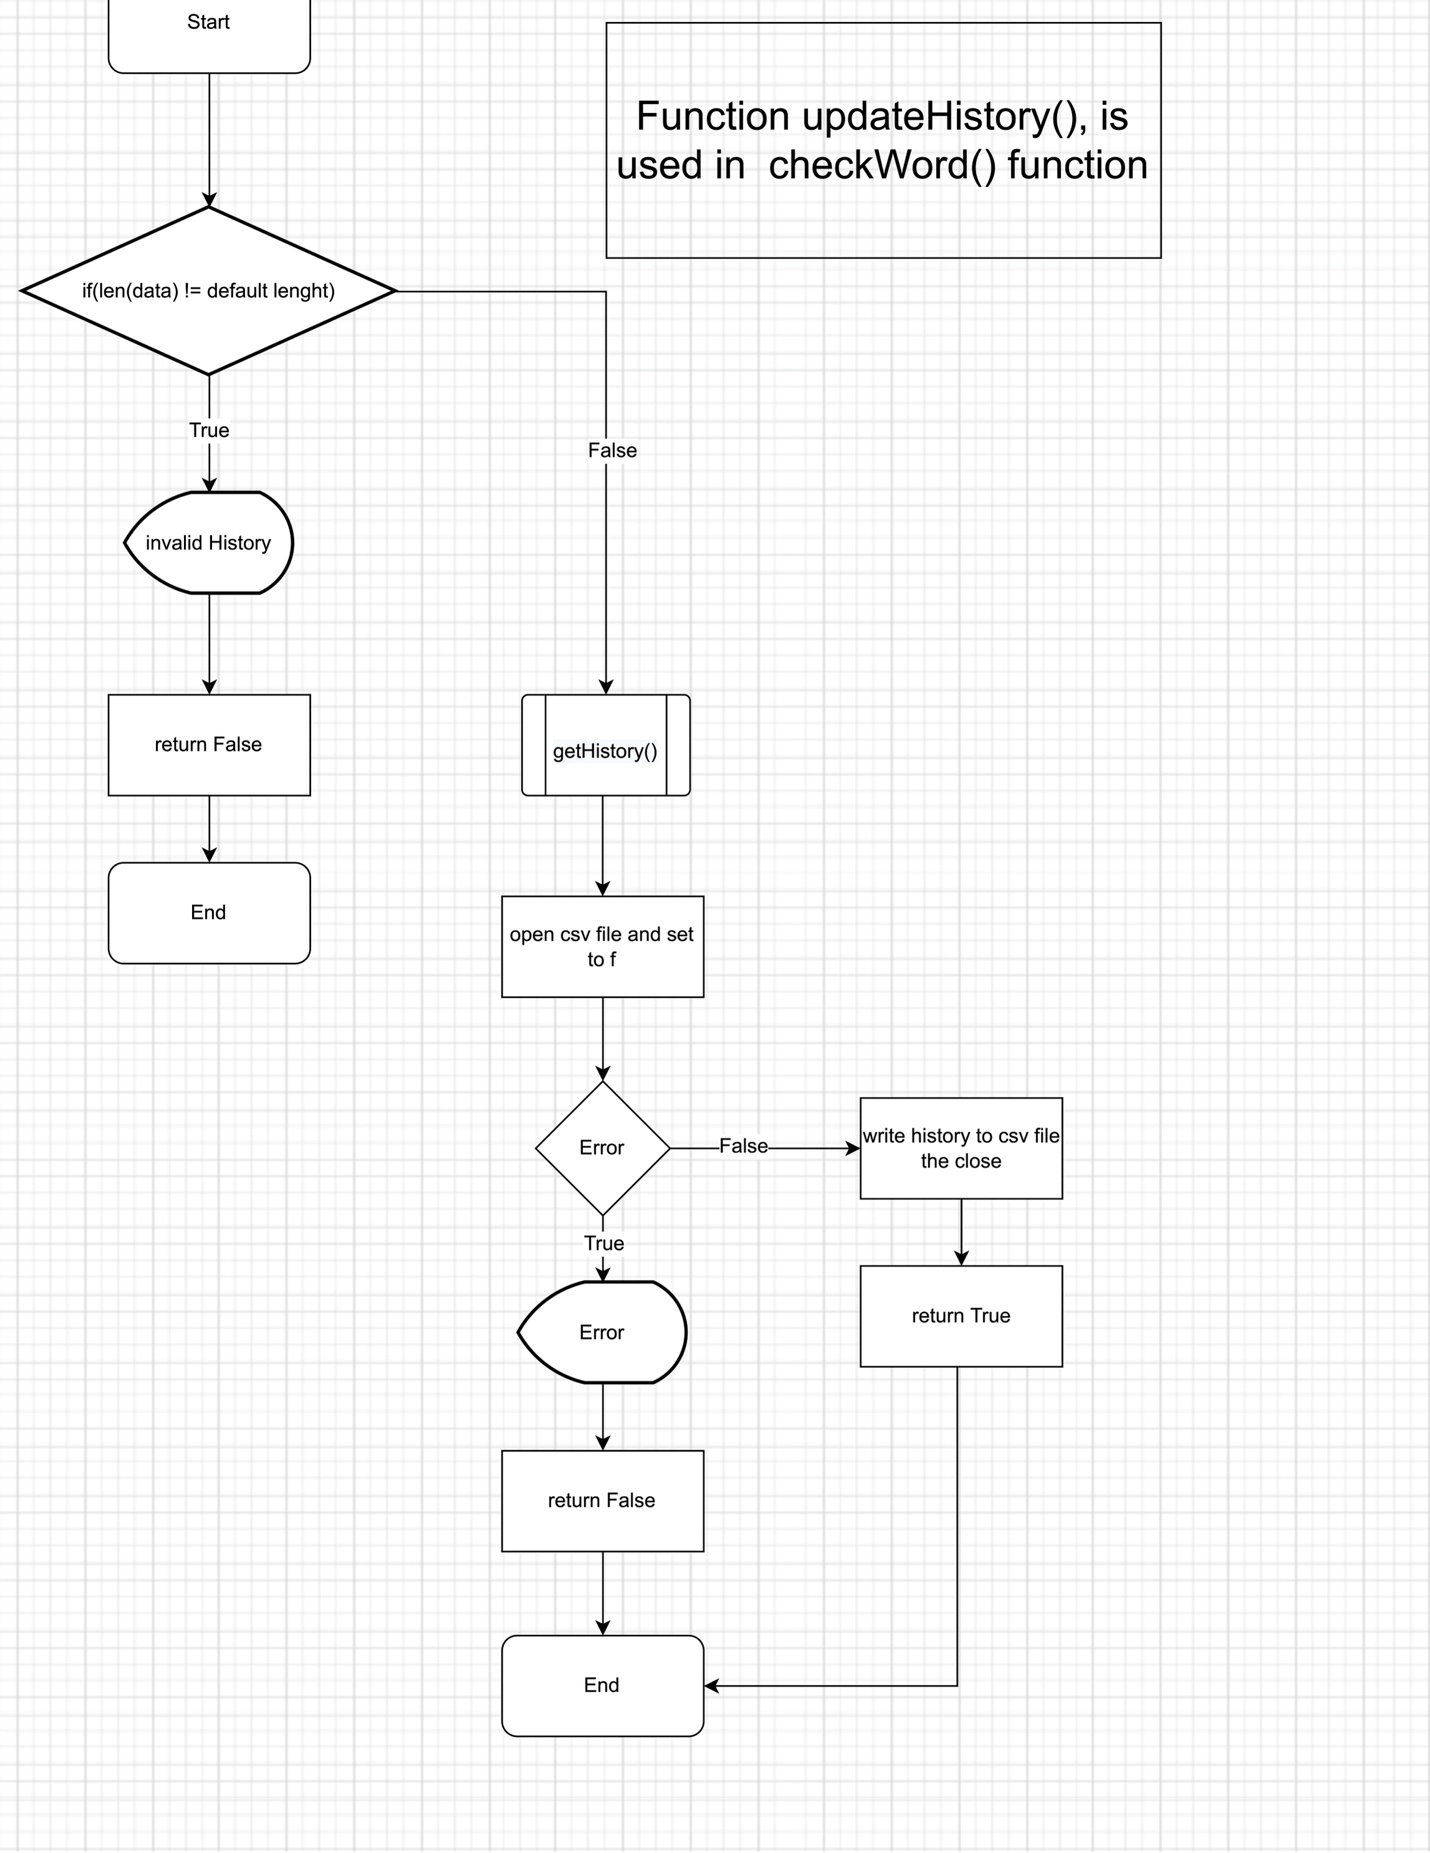 Start
Function updateHistory(), is
used in  checkWord() function
if(len(data) != default lenght)
True
False
invalid History
return False
getHistory()
End
open csv file and set
to f
Error
False
write history to csv file
the close
True
Error
return True
return False
End